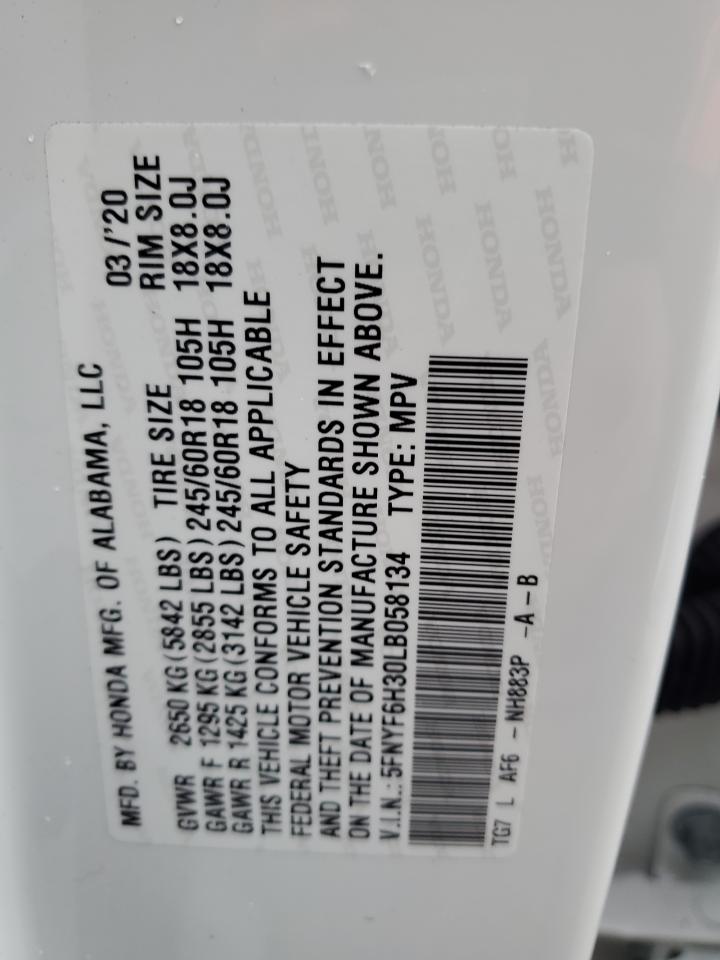 MFD. BY HONDA MFG. OF ALABAMA, LLC 03/'20
GVWR 2650 KG (5842 LBS) TIRE SIZE RIM SIZE
GAWR F 1295 KG (2855 LBS) 245/60R18 105H 18X8.0J
GAWR R 1425 KG (3142 LBS) 245/60R18 105H 18X8.0J
THIS VEHICLE CONFORMS TO ALL APPLICABLE
FEDERAL MOTOR VEHICLE SAFETY
AND THEFT PREVENTION STANDARDS IN EFFECT
ON THE DATE OF MANUFACTURE SHOWN ABOVE.
V.I.N.: 5FNYF6H30LB058134 TYPE: MPV
TG7 L AF6 - NH883P -A-B
HONDA